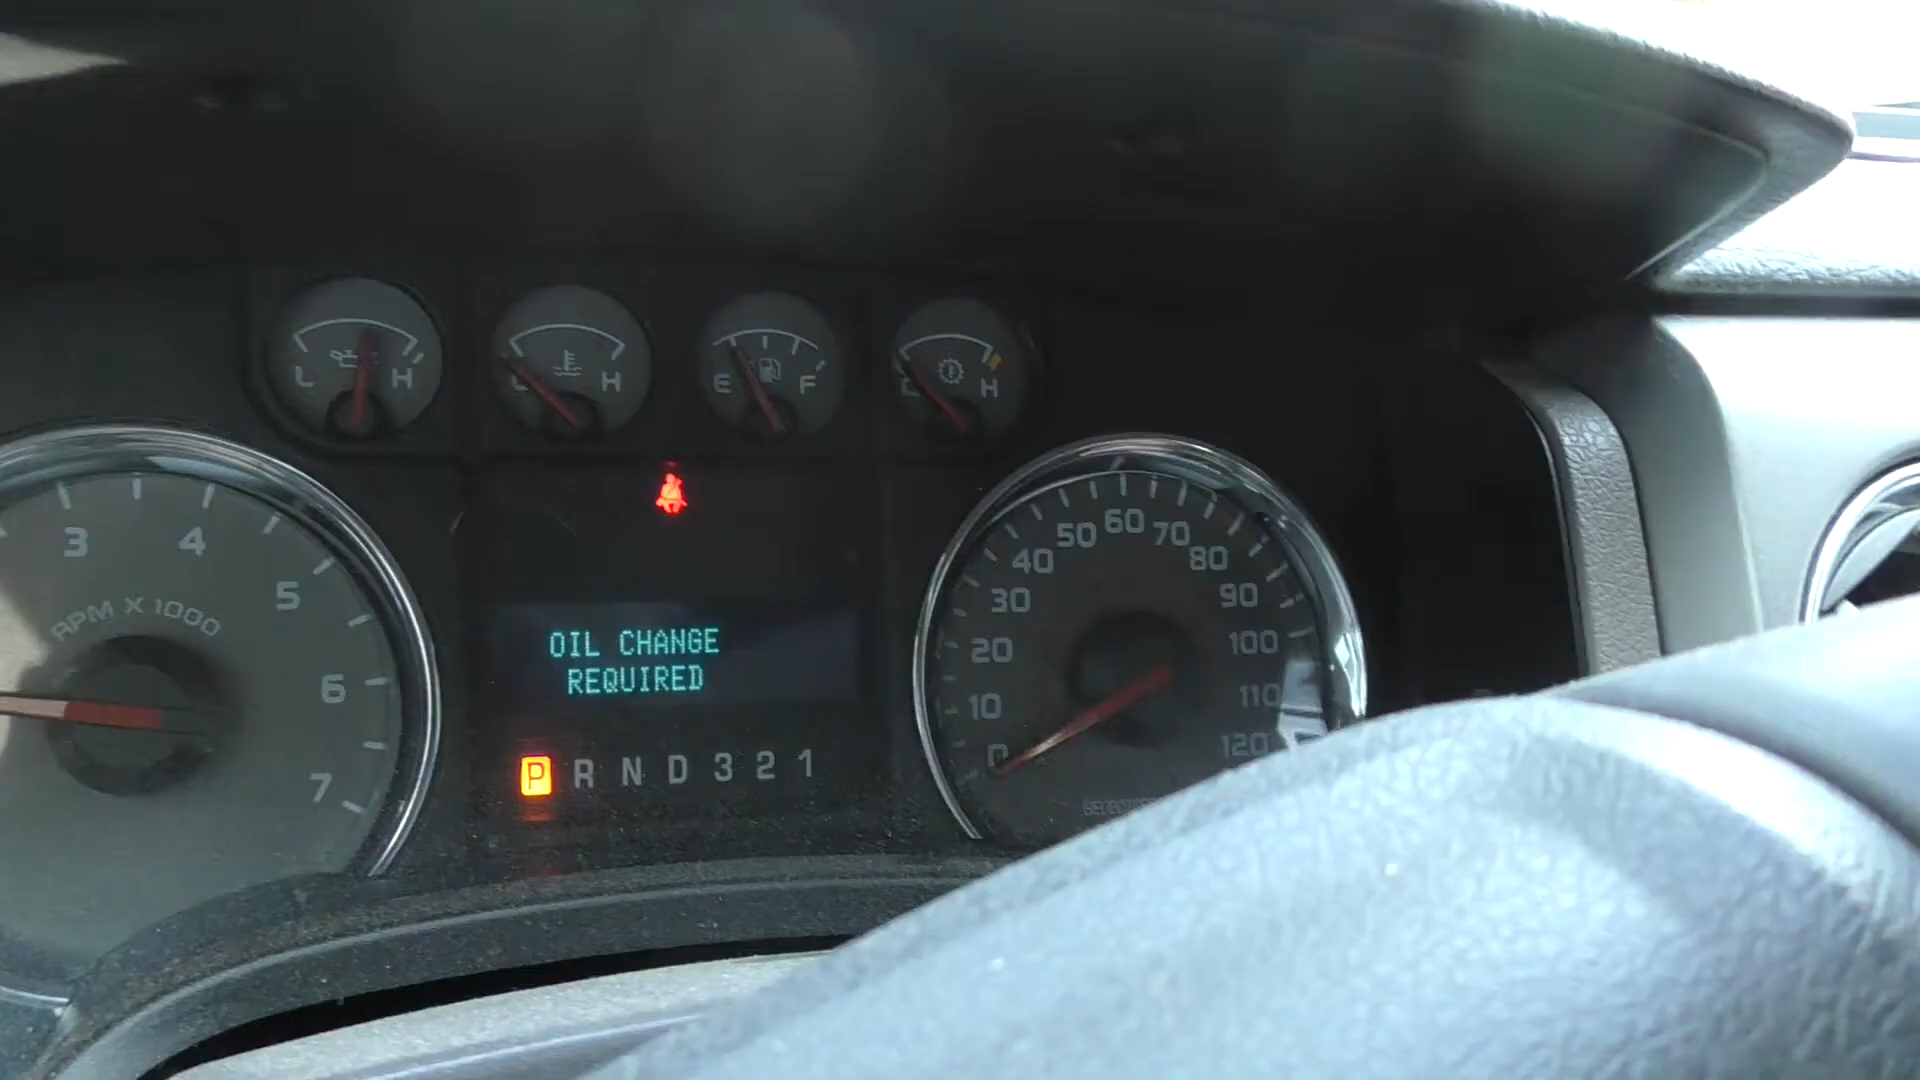 L H
H
E F
C H
3 4 5 6 7
RPM X 1000
OIL CHANGE
REQUIRED
P R N D 3 2 1
0 10 20 30 40 50 60 70 80 90 100 110 120